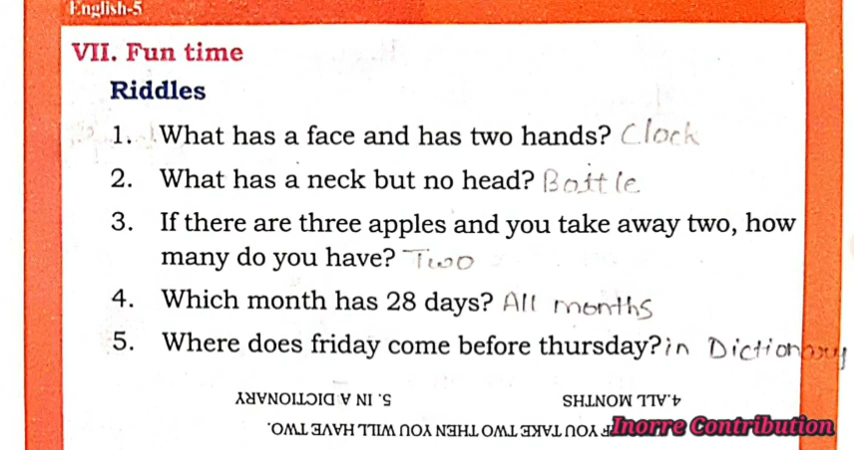 English-5
VII. Fun time
Riddles
1. What has a face and has two hands? Clock
2. What has a neck but no head? Bottle
3. If there are three apples and you take away two, how
many do you have? Two
4. Which month has 28 days? All months
5. Where does friday come before thursday? in Dictionary
4.ALL MONTHS 5. IN A DICTIONARY
YOU TAKE TWO THEN YOU WILL HAVE TWO.
Inorre Contribution